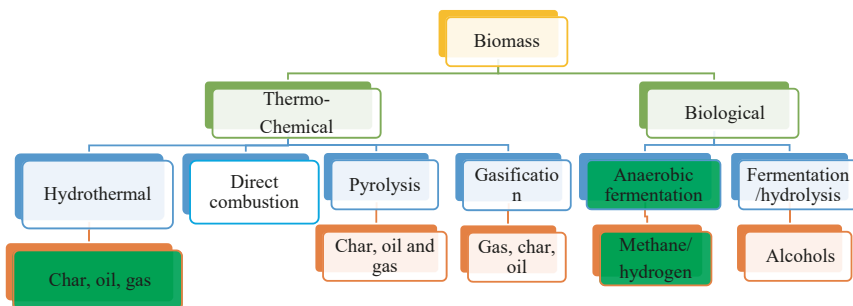 Biomass
Thermo-
Chemical
Biological
Hydrothermal
Direct
combustion
Pyrolysis
Gasificatio
n
Anaerobic
fermentation
Fermentation
/hydrolysis
Char, oil, gas
Char, oil and
gas
Gas, char,
oil
Methane/
hydrogen
Alcohols